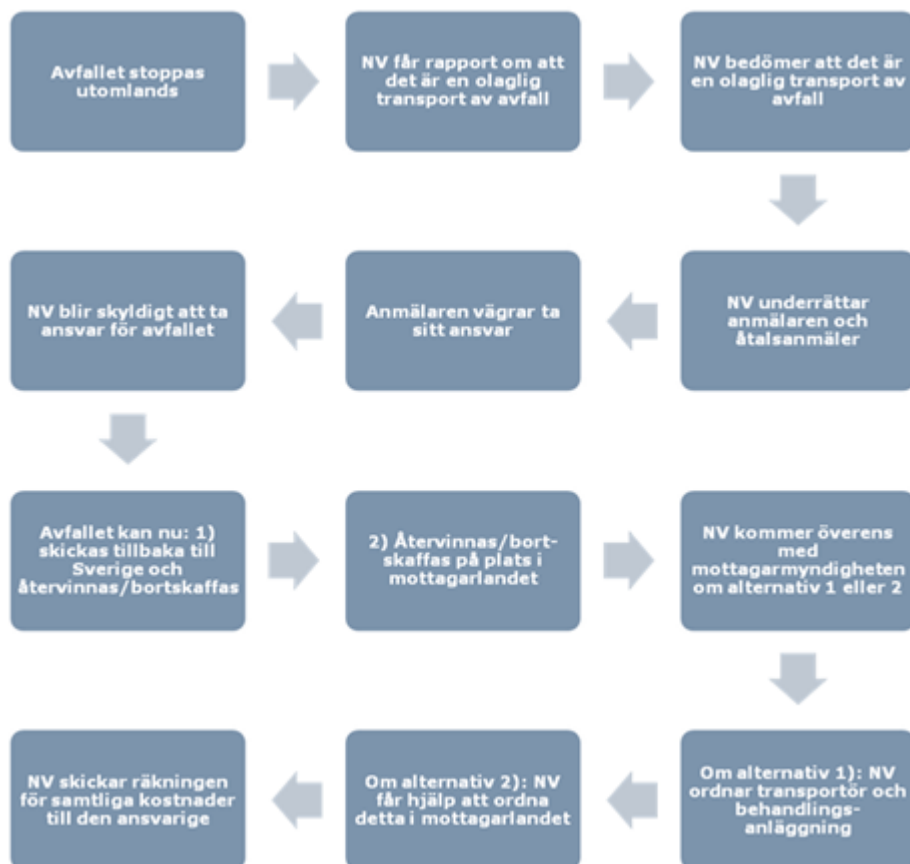 Avfallet stoppas
utomlands
NV får rapport om att
det är en olaglig
transport av avfall
NV bedömer att det är
en olaglig transport av
avfall
NV underrättar
anmälaren och
åtalsanmäler
Anmälaren vägrar ta
sitt ansvar
NV blir skyldigt att ta
ansvar för avfallet
Avfallet kan nu: 1)
skickas tillbaka till
Sverige och
återvinnas/bortskaffas
2) Återvinnas/bort-
skaffas på plats i
mottagarlandet
NV kommer överens
med
mottagarmyndigheten
om alternativ 1 eller 2
Om alternativ 1): NV
ordnar transportör och
behandlings-
anläggning
Om alternativ 2): NV
får hjälp att ordna
detta i mottagarlandet
NV skickar räkningen
för samtliga kostnader
till den ansvarige